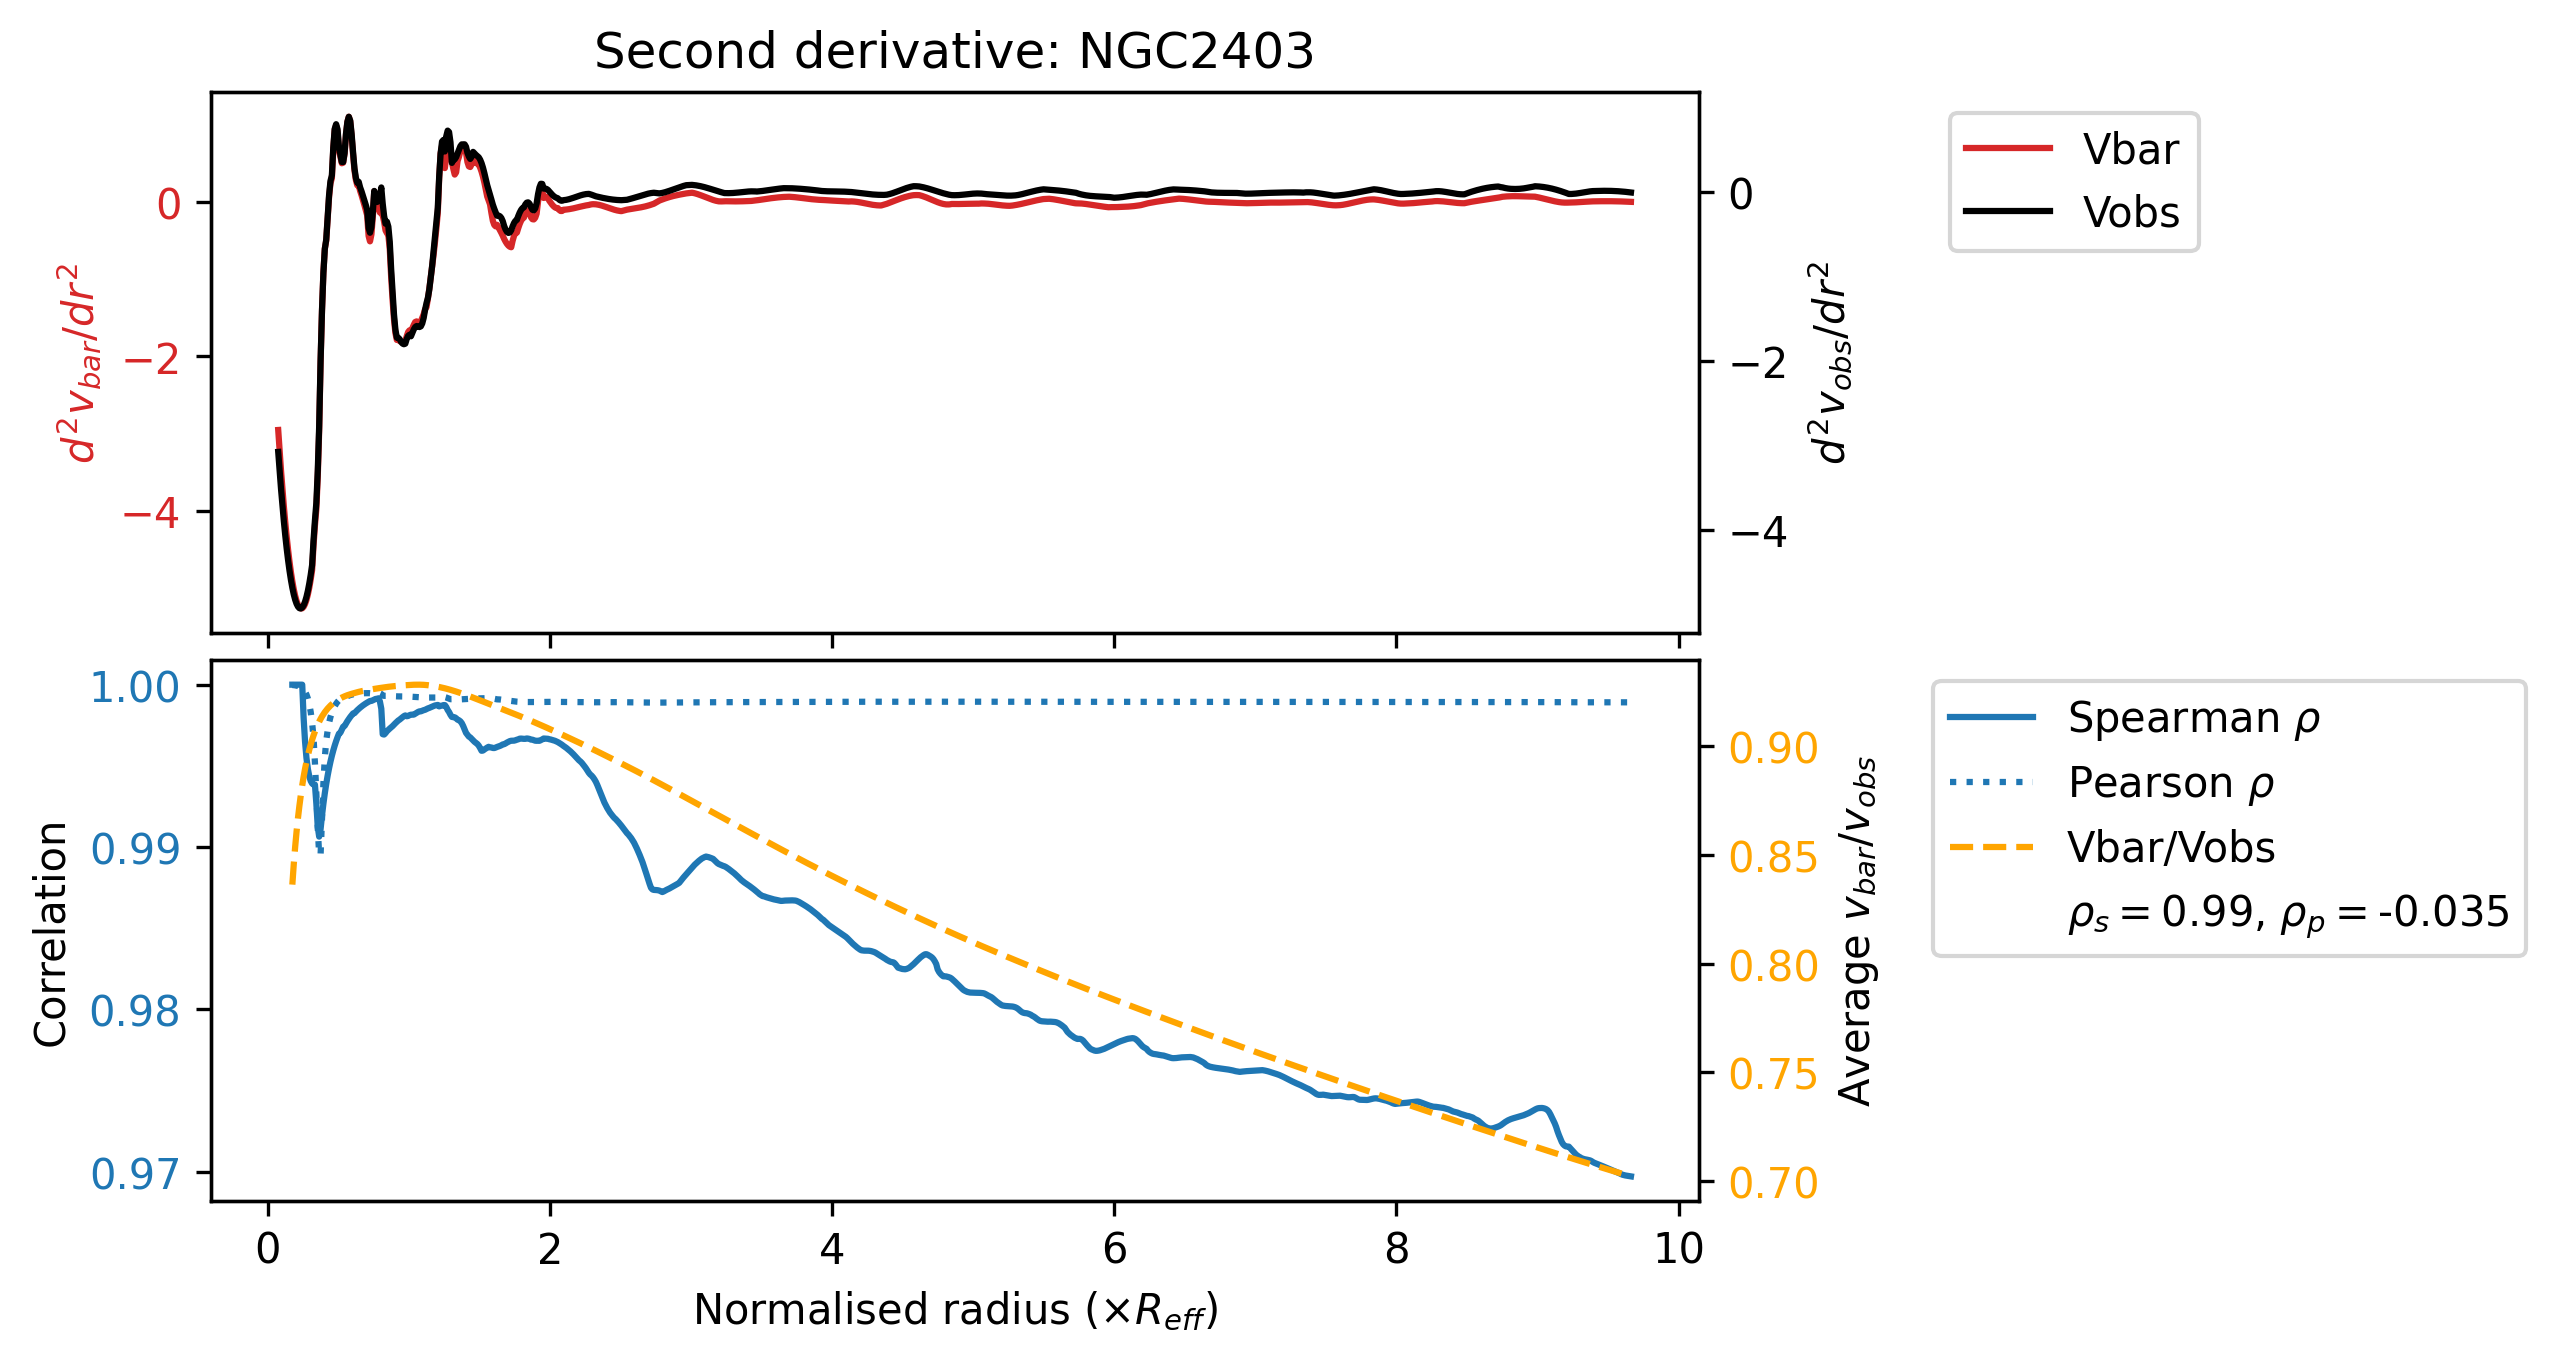 Second derivative: NGC2403
0
−2
−4
d²v_bar/dr²
0
−2
−4
d²v_obs/dr²
Vbar
Vobs
1.00
0.99
0.98
0.97
Correlation
0.90
0.85
0.80
0.75
0.70
Average v_bar/v_obs
Spearman ρ
Pearson ρ
Vbar/Vobs
ρ_s = 0.99, ρ_p = -0.035
0 2 4 6 8 10
Normalised radius (×R_eff)